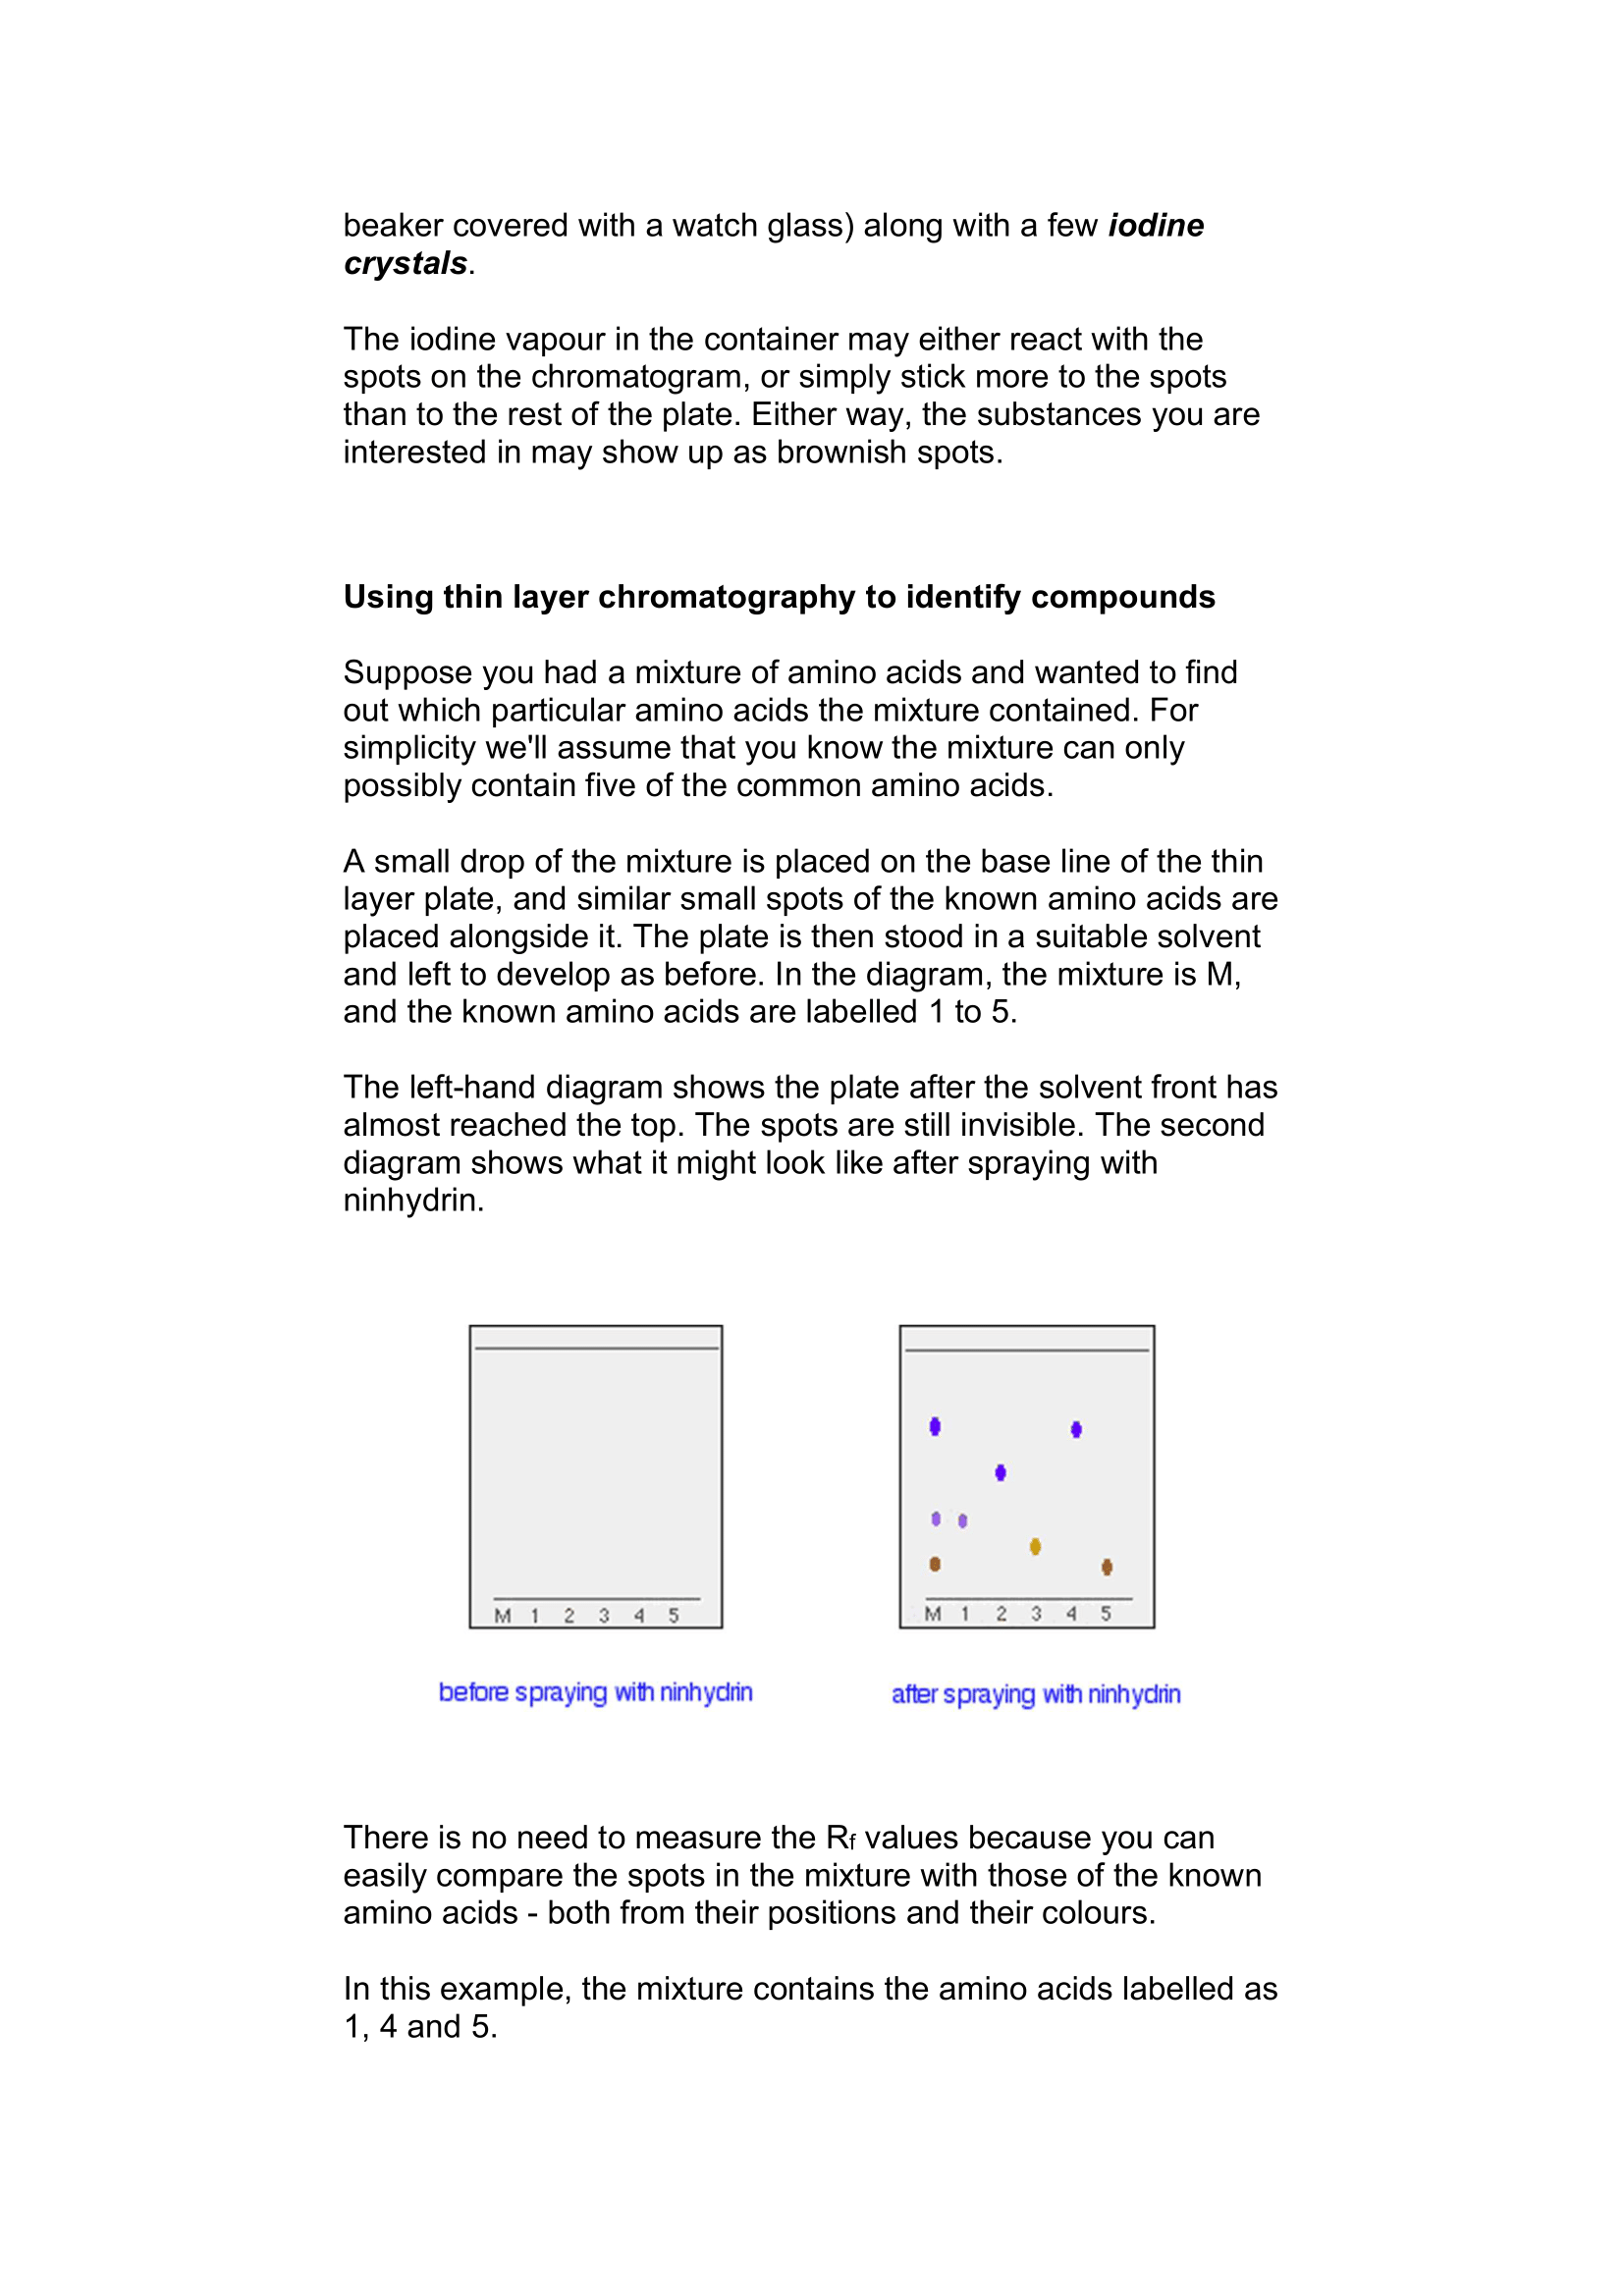 beaker covered with a watch glass) along with a few iodine
crystals.
The iodine vapour in the container may either react with the
spots on the chromatogram, or simply stick more to the spots
than to the rest of the plate. Either way, the substances you are
interested in may show up as brownish spots.
Using thin layer chromatography to identify compounds
Suppose you had a mixture of amino acids and wanted to find
out which particular amino acids the mixture contained. For
simplicity we'll assume that you know the mixture can only
possibly contain five of the common amino acids.
A small drop of the mixture is placed on the base line of the thin
layer plate, and similar small spots of the known amino acids are
placed alongside it. The plate is then stood in a suitable solvent
and left to develop as before. In the diagram, the mixture is M,
and the known amino acids are labelled 1 to 5.
The left-hand diagram shows the plate after the solvent front has
almost reached the top. The spots are still invisible. The second
diagram shows what it might look like after spraying with
ninhydrin.
M 1 2 3 4 5
before spraying with ninhydrin
M 1 2 3 4 5
after spraying with ninhydrin
There is no need to measure the Rf values because you can
easily compare the spots in the mixture with those of the known
amino acids - both from their positions and their colours.
In this example, the mixture contains the amino acids labelled as
1, 4 and 5.